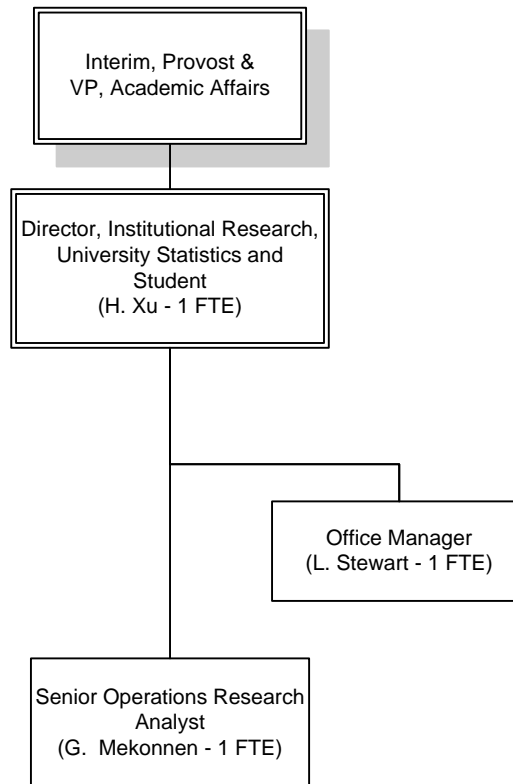 Interim, Provost &
VP, Academic Affairs
Director, Institutional Research,
University Statistics and
Student
(H. Xu - 1 FTE)
Office Manager
(L. Stewart - 1 FTE)
Senior Operations Research
Analyst
(G.  Mekonnen - 1 FTE)